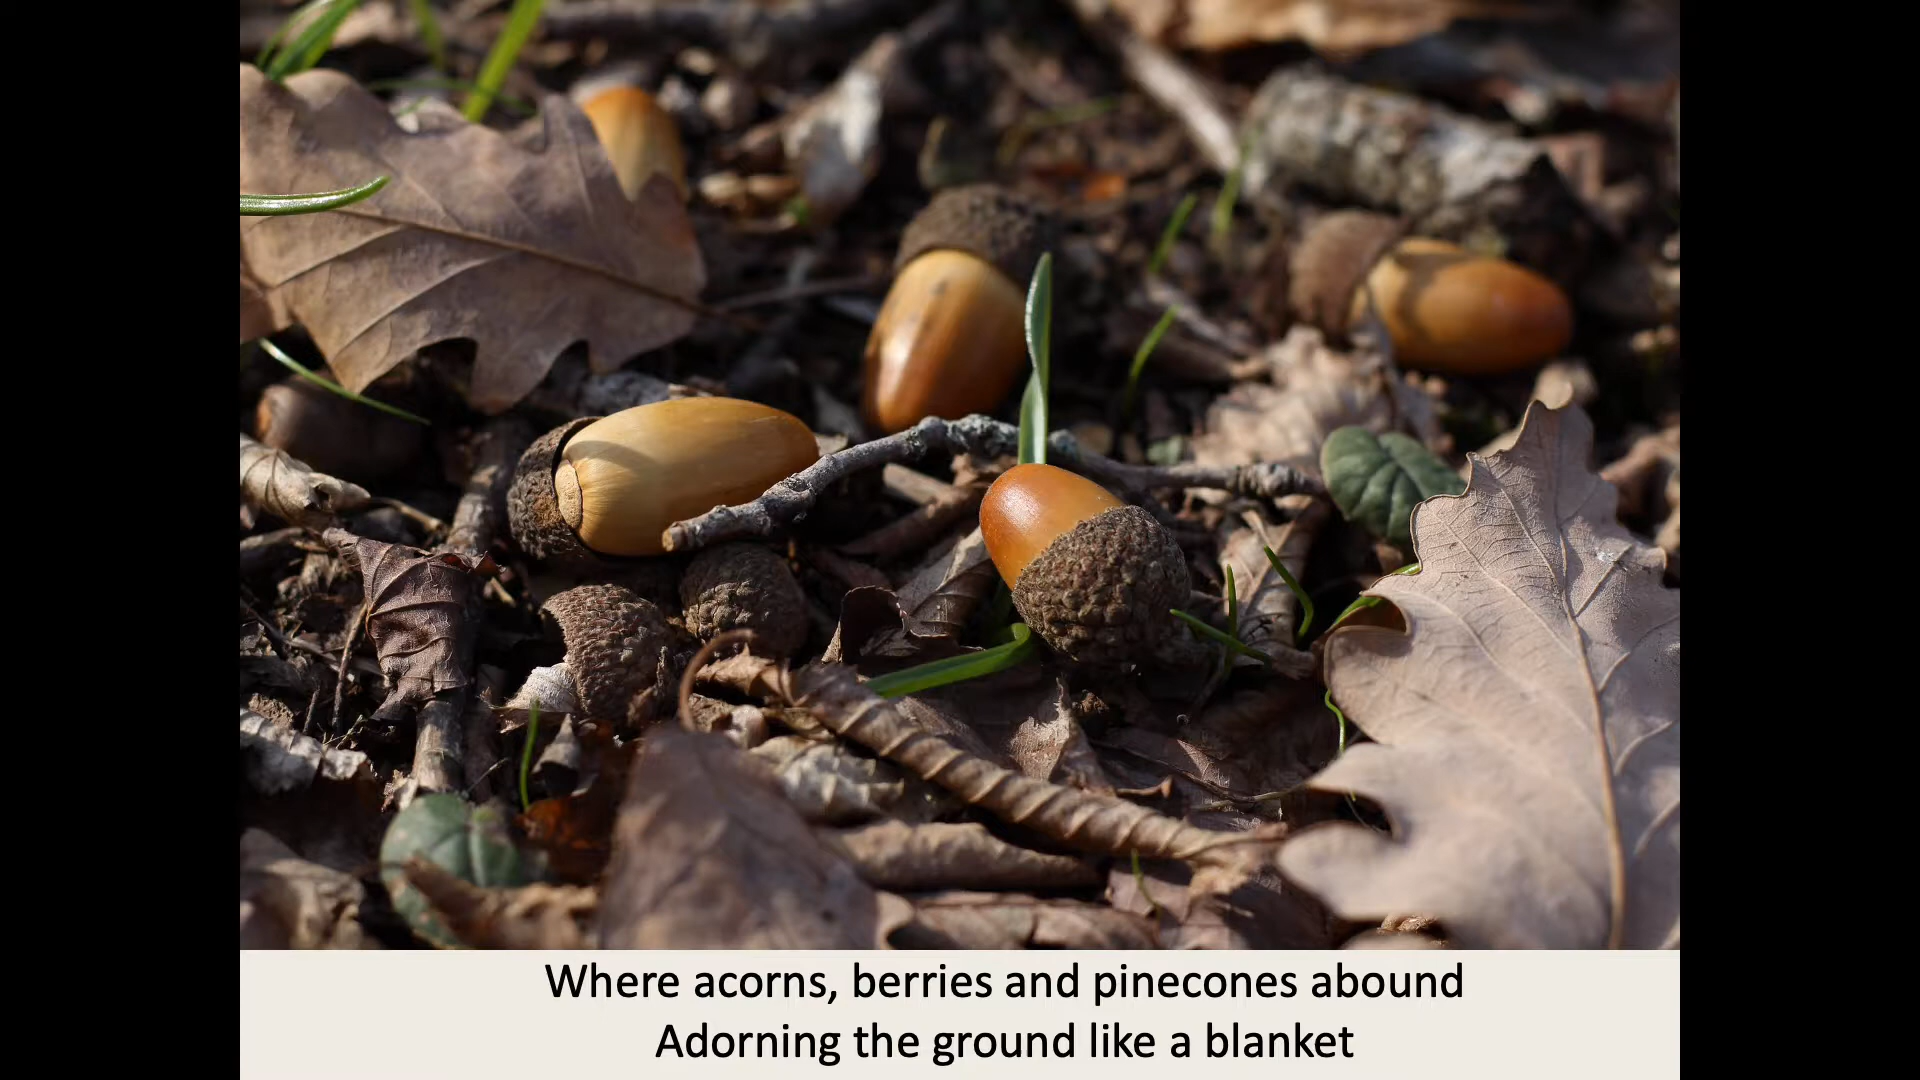 Where acorns, berries and pinecones abound
Adorning the ground like a blanket